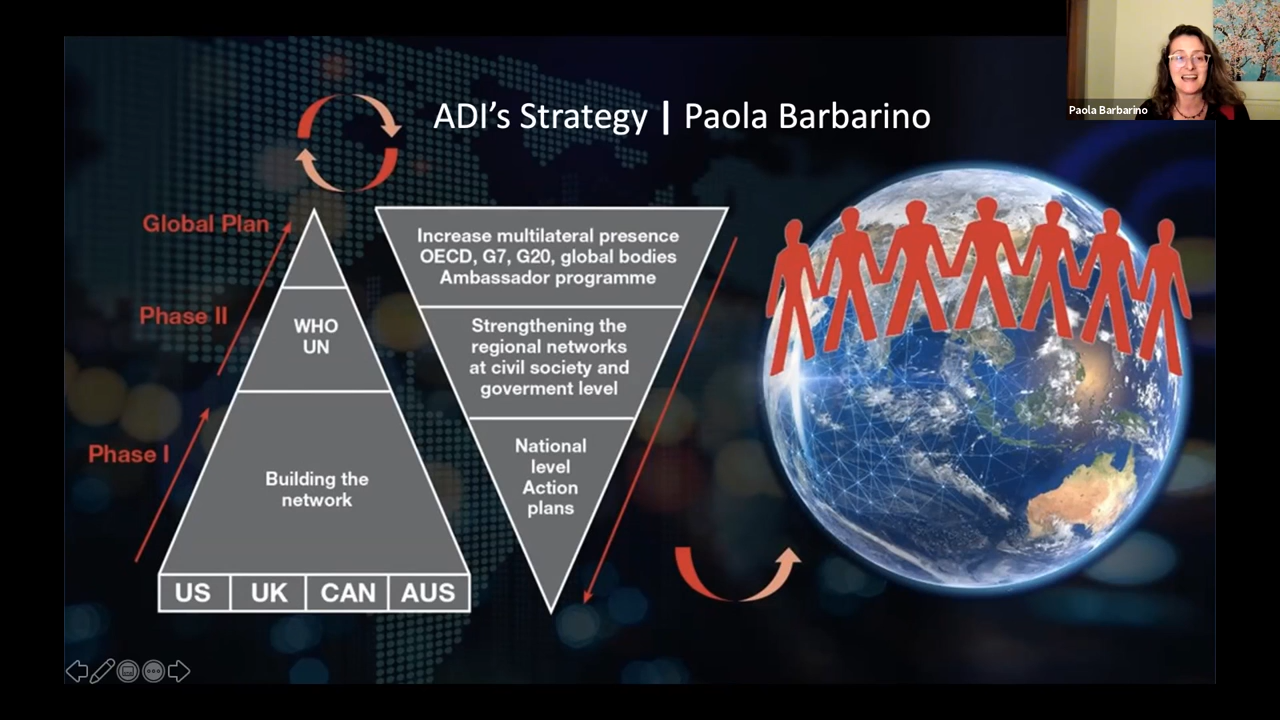 Paola Barbarino
ADI's Strategy | Paola Barbarino
Global Plan
Phase II
Phase I
WHO
UN
Building the
network
US
UK
CAN
AUS
Increase multilateral presence
OECD, G7, G20, global bodies
Ambassador programme
Strengthening the
regional networks
at civil society and
goverment level
National
level
Action
plans